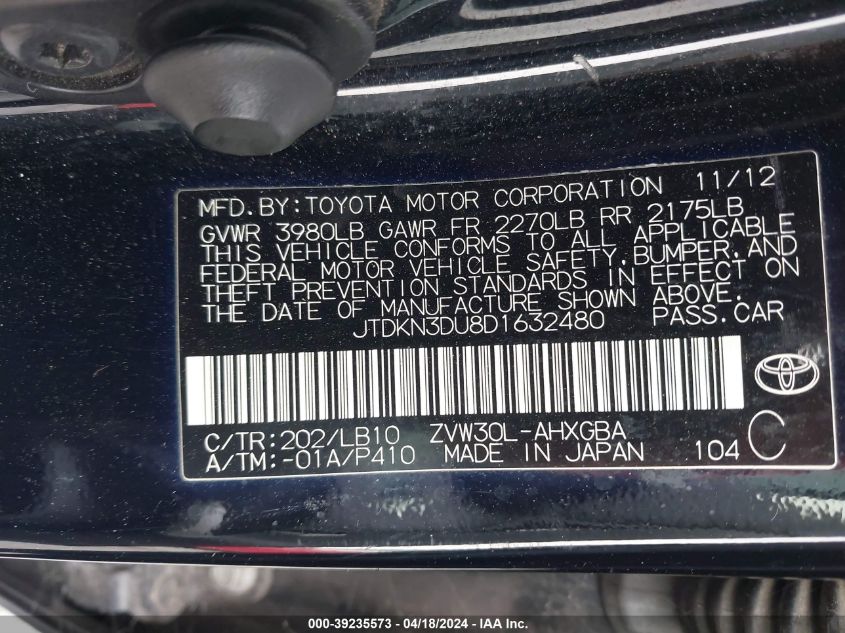 MFD.BY:TOYOTA MOTOR CORPORATION 11/12
GVWR 3980LB GAWR FR 2270LB RR 2175LB
THIS VEHICLE CONFORMS TO ALL APPLICABLE
FEDERAL MOTOR VEHICLE SAFETY,BUMPER,AND
THEFT PREVENTION STANDARDS IN EFFECT ON
THE DATE OF MANUFACTURE SHOWN ABOVE.
JTDKN3DU8D1632480 PASS.CAR
C/TR:202/LB10 ZVW30L-AHXGBA
A/TM:-01A/P410 MADE IN JAPAN 104 C
000-39235573 - 04/18/2024 - IAA Inc.